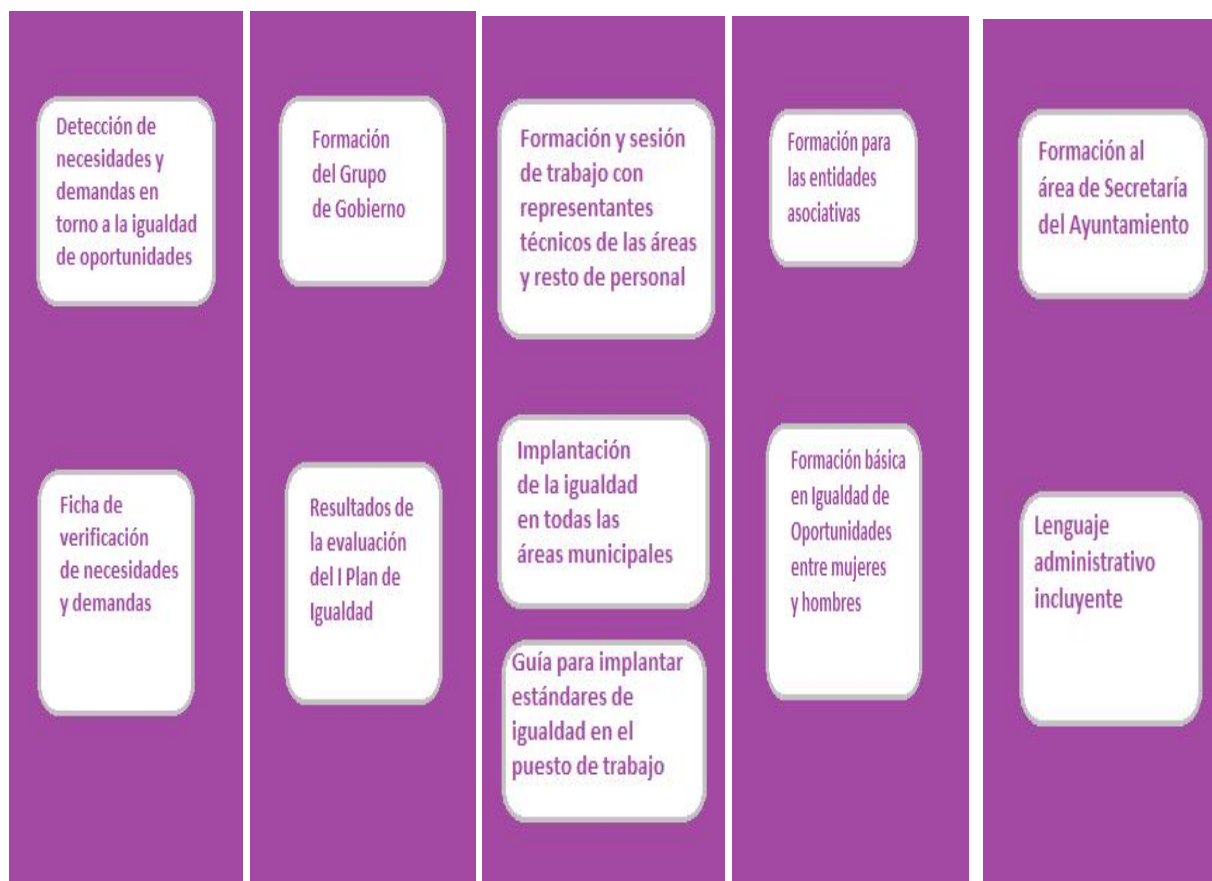 Detección de
necesidades y
demandas en
torno a la igualdad
de oportunidades
Ficha de
verificación
de necesidades
y demandas
Formación
del Grupo
de Gobierno
Resultados de
la evaluación
del I Plan de
Igualdad
Formación y sesión
de trabajo con
representantes
técnicos de las áreas
y resto de personal
Implantación
de la igualdad
en todas las
áreas municipales
Guía para implantar
estándares de
igualdad en el
puesto de trabajo
Formación para
las entidades
asociativas
Formación básica
en Igualdad de
Oportunidades
entre mujeres
y hombres
Formación al
área de Secretaría
del Ayuntamiento
Lenguaje
administrativo
incluyente